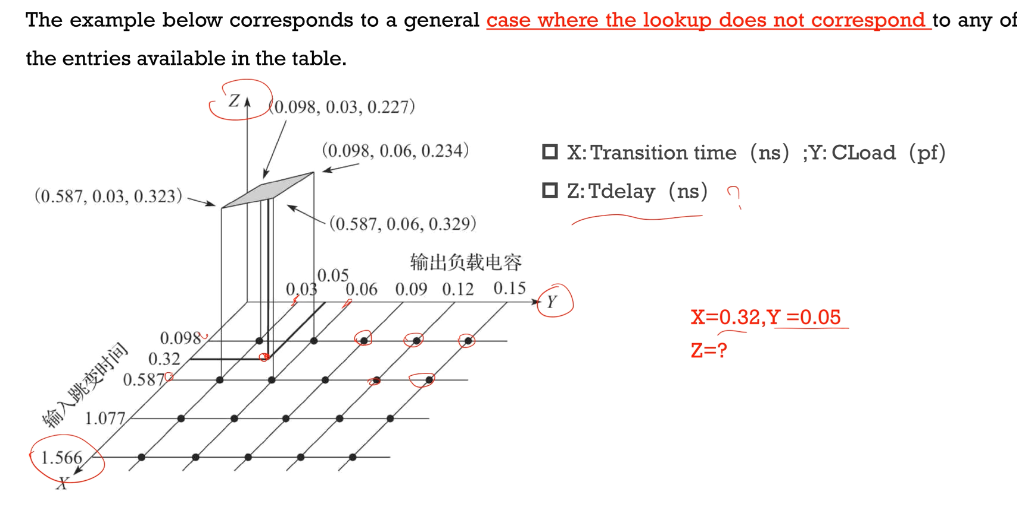 The example below corresponds to a general case where the lookup does not correspond to any of
the entries available in the table.
Z
(0.098, 0.03, 0.227)
(0.098, 0.06, 0.234)
(0.587, 0.03, 0.323)
(0.587, 0.06, 0.329)
X: Transition time (ns) ;Y: CLoad (pf)
Z: Tdelay (ns) ?
输出负载电容
0.05
0.03 0.06 0.09 0.12 0.15
Y
0.098
0.32
0.587
1.077
1.566
X
输入跳变时间
X=0.32,Y =0.05
Z=?